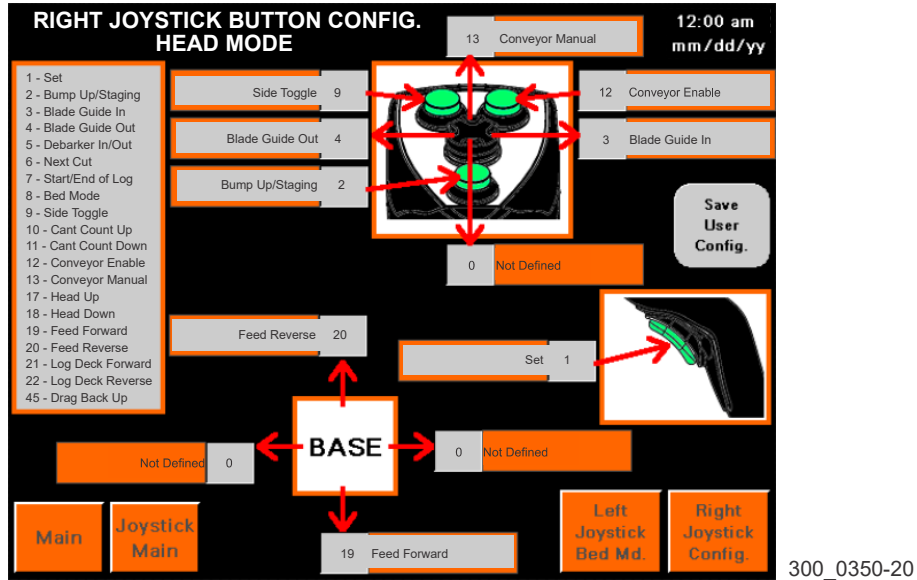 RIGHT JOYSTICK BUTTON CONFIG.
HEAD MODE
12:00 am
mm/dd/yy
13 Conveyor Manual
1 - Set
2 - Bump Up/Staging
3 - Blade Guide In
4 - Blade Guide Out
5 - Debarker In/Out
6 - Next Cut
7 - Start/End of Log
8 - Bed Mode
9 - Side Toggle
10 - Cant Count Up
11 - Cant Count Down
12 - Conveyor Enable
13 - Conveyor Manual
17 - Head Up
18 - Head Down
19 - Feed Forward
20 - Feed Reverse
21 - Log Deck Forward
22 - Log Deck Reverse
45 - Drag Back Up
Side Toggle 9
12 Conveyor Enable
Blade Guide Out 4
3 Blade Guide In
Bump Up/Staging 2
Save
User
Config.
0 Not Defined
Feed Reverse 20
Set 1
BASE
Not Defined 0
0 Not Defined
19 Feed Forward
Main
Joystick
Main
Left
Joystick
Bed Md.
Right
Joystick
Config.
300_0350-20